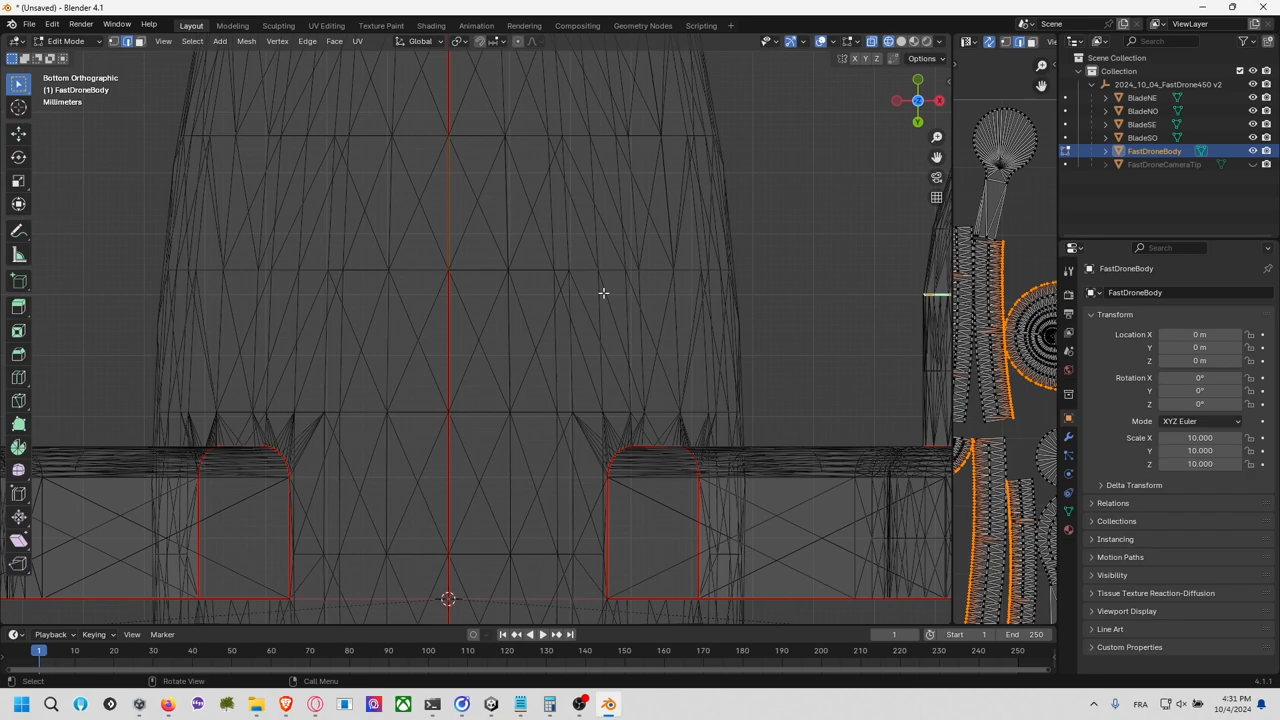 * (Unsaved) - Blender 4.1
File Edit Render Window Help
Layout Modeling Sculpting UV Editing Texture Paint Shading Animation Rendering Compositing Geometry Nodes Scripting +
Scene ViewLayer
Edit Mode View Select Add Mesh Vertex Edge Face UV Global
X Y Z Options
Bottom Orthographic
(1) FastDroneBody
Millimeters
Search
Scene Collection
Collection
2024_10_04_FastDrone450 v2
BladeNE
BladeNO
BladeSE
BladeSO
FastDroneBody
FastDroneCameraTip
Search
FastDroneBody
FastDroneBody
Transform
Location X 0 m
Y 0 m
Z 0 m
Rotation X 0°
Y 0°
Z 0°
Mode XYZ Euler
Scale X 10.000
Y 10.000
Z 10.000
Delta Transform
Relations
Collections
Instancing
Motion Paths
Visibility
Tissue Texture Reaction-Diffusion
Viewport Display
Line Art
Custom Properties
Playback Keying View Marker 1 Start 1 End 250
1 10 20 30 40 50 60 70 80 90 100 110 120 130 140 150 160 170 180 190 200 210 220 230 240 250
Select Rotate View Call Menu 4.1.1
FR 4:31 PM
10/4/2024